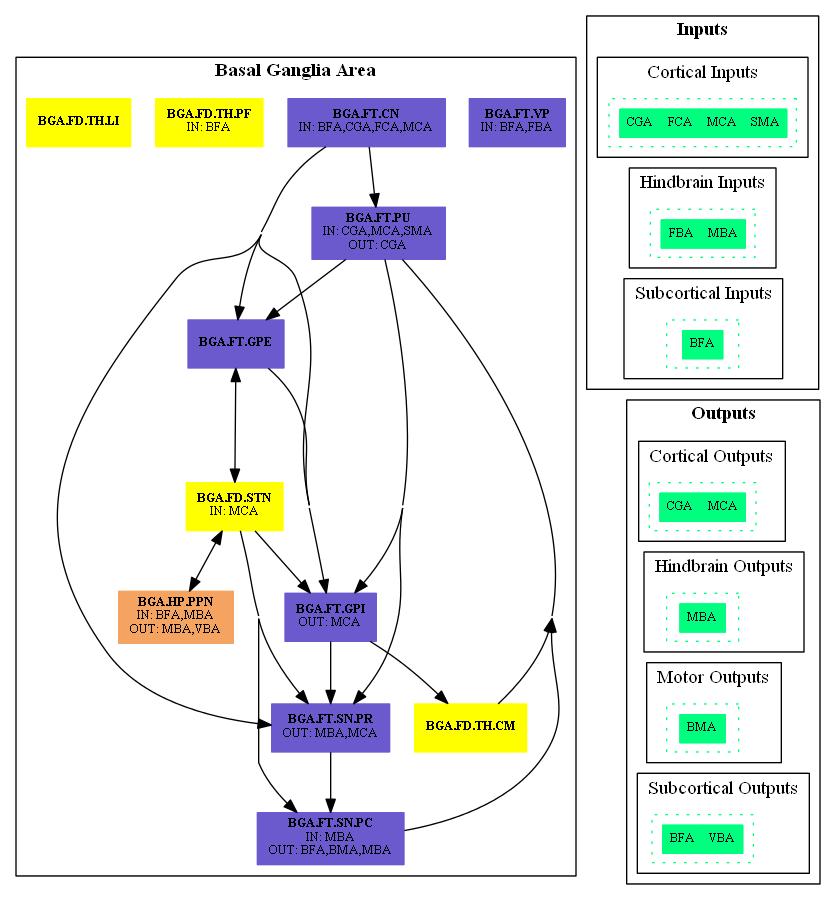 Basal Ganglia Area
BGA.FD.TH.LI
BGA.FD.TH.PF
IN: BFA
BGA.FT.CN
IN: BFA,CGA,FCA,MCA
BGA.FT.VP
IN: BFA,FBA
BGA.FT.PU
IN: CGA,MCA,SMA
OUT: CGA
BGA.FT.GPE
BGA.FD.STN
IN: MCA
BGA.HP.PPN
IN: BFA,MBA
OUT: MBA,VBA
BGA.FT.GPI
OUT: MCA
BGA.FT.SN.PR
OUT: MBA,MCA
BGA.FD.TH.CM
BGA.FT.SN.PC
IN: MBA
OUT: BFA,BMA,MBA
Inputs
Cortical Inputs
CGA FCA MCA SMA
Hindbrain Inputs
FBA MBA
Subcortical Inputs
BFA
Outputs
Cortical Outputs
CGA MCA
Hindbrain Outputs
MBA
Motor Outputs
BMA
Subcortical Outputs
BFA VBA